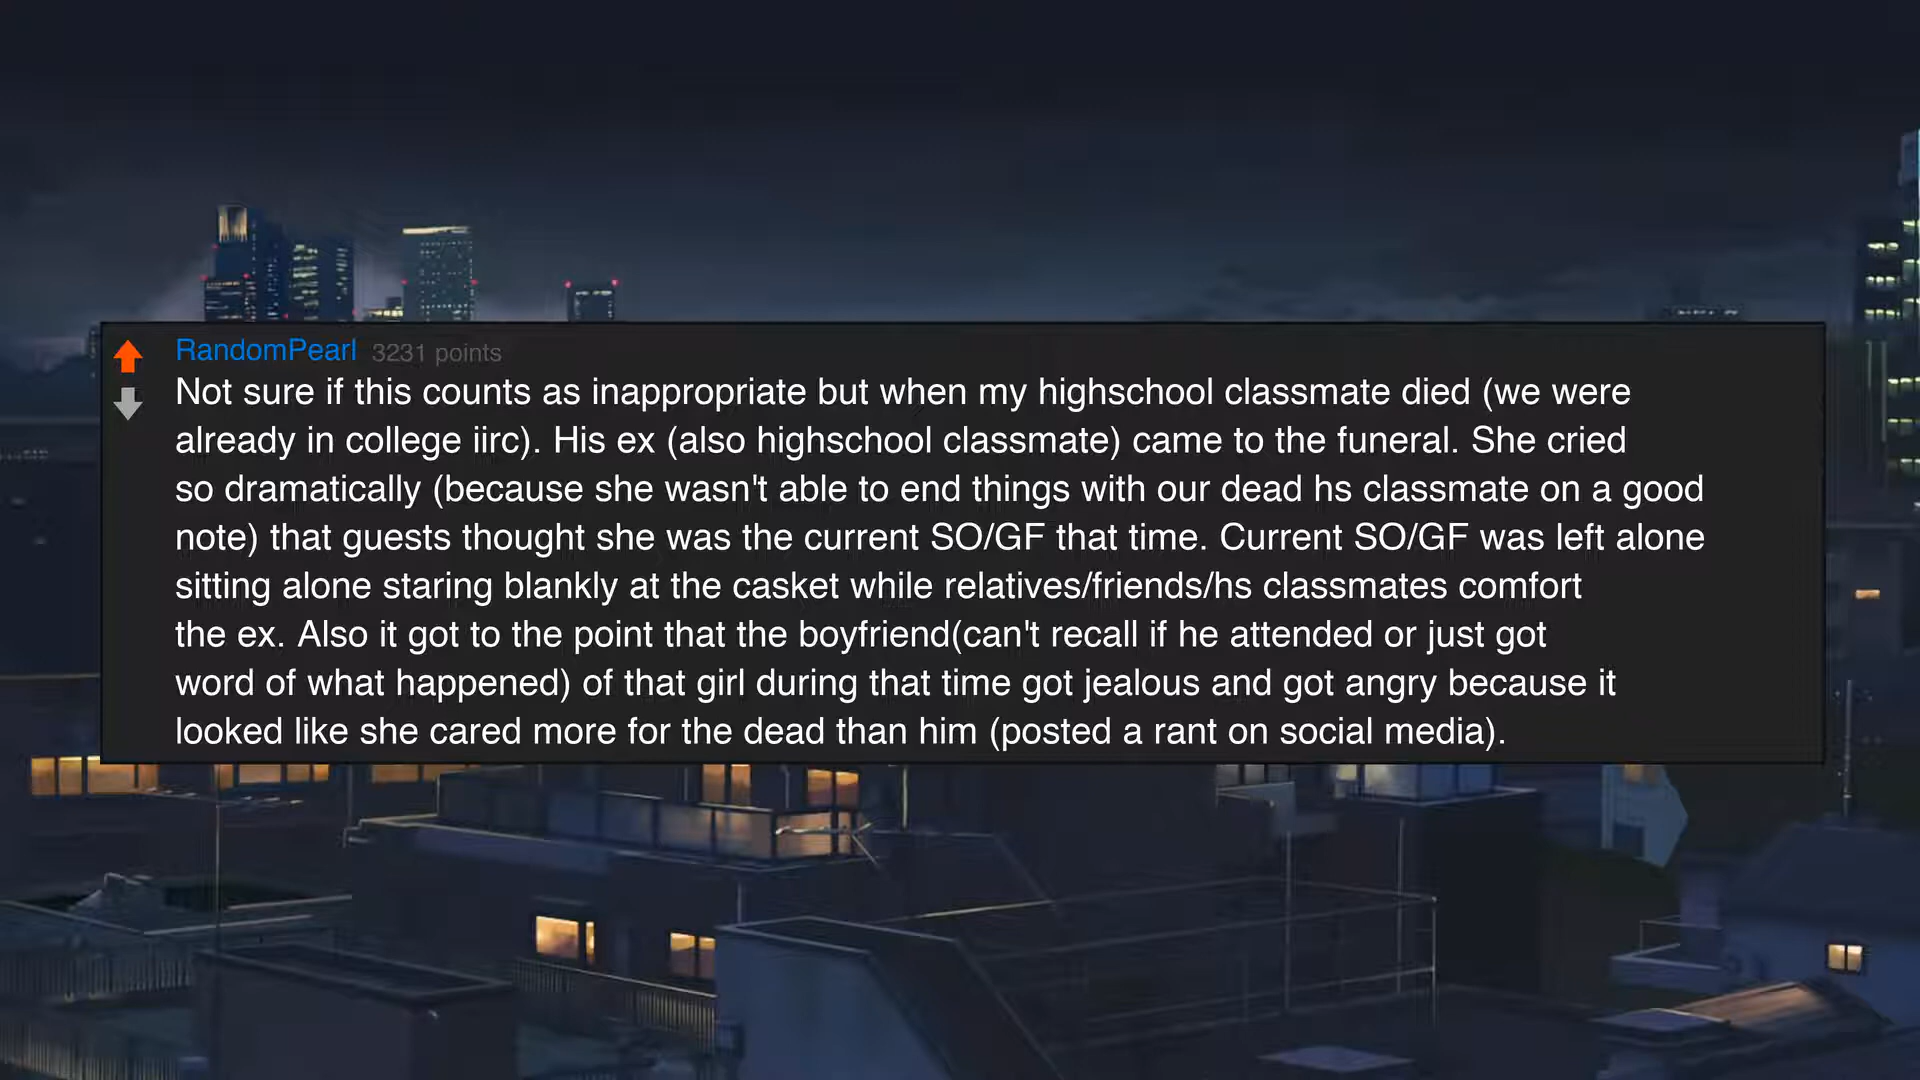 RandomPearl 3231 points
Not sure if this counts as inappropriate but when my highschool classmate died (we were
already in college iirc). His ex (also highschool classmate) came to the funeral. She cried
so dramatically (because she wasn't able to end things with our dead hs classmate on a good
note) that guests thought she was the current SO/GF that time. Current SO/GF was left alone
sitting alone staring blankly at the casket while relatives/friends/hs classmates comfort
the ex. Also it got to the point that the boyfriend(can't recall if he attended or just got
word of what happened) of that girl during that time got jealous and got angry because it
looked like she cared more for the dead than him (posted a rant on social media).